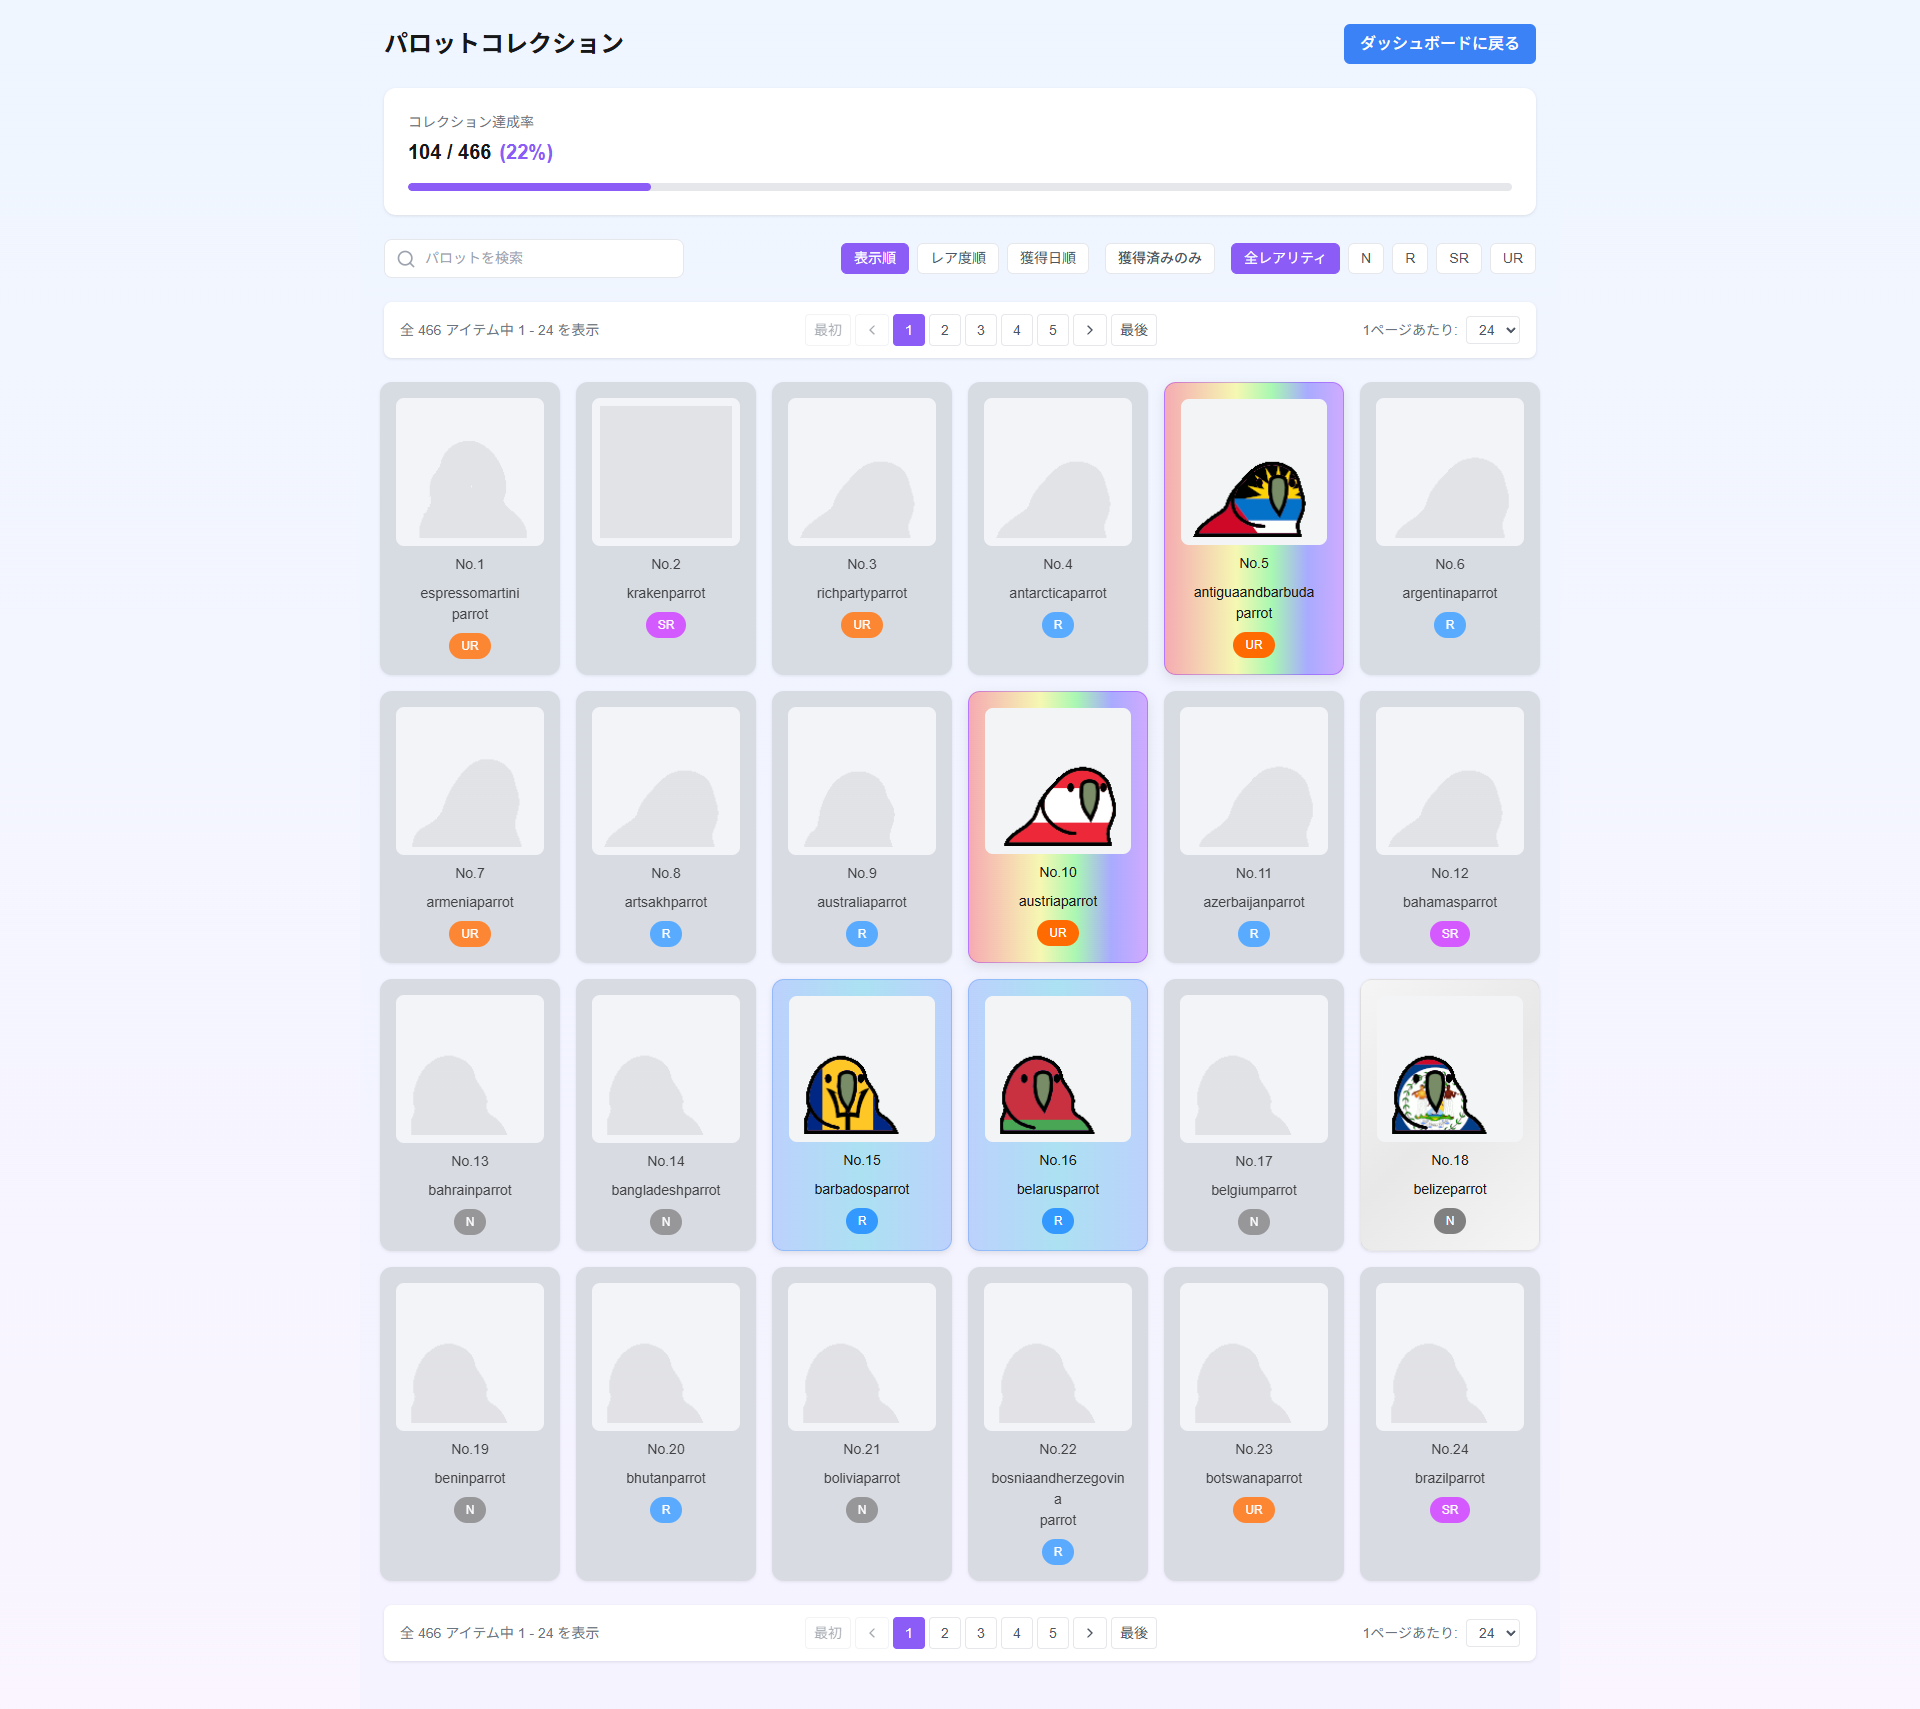 パロットコレクション
ダッシュボードに戻る
コレクション達成率
104 / 466 (22%)
パロットを検索
表示順
レア度順
獲得日順
獲得済みのみ
全レアリティ
N
R
SR
UR
全 466 アイテム中 1 - 24 を表示
最初
1
2
3
4
5
最後
1ページあたり:
24
No.1
espressomartini
parrot
UR
No.2
krakenparrot
SR
No.3
richpartyparrot
UR
No.4
antarcticaparrot
R
No.5
antiguaandbarbuda
parrot
UR
No.6
argentinaparrot
R
No.7
armeniaparrot
UR
No.8
artsakhparrot
R
No.9
australiaparrot
R
No.10
austriaparrot
UR
No.11
azerbaijanparrot
R
No.12
bahamasparrot
SR
No.13
bahrainparrot
N
No.14
bangladeshparrot
N
No.15
barbadosparrot
R
No.16
belarusparrot
R
No.17
belgiumparrot
N
No.18
belizeparrot
N
No.19
beninparrot
N
No.20
bhutanparrot
R
No.21
boliviaparrot
N
No.22
bosniaandherzegovin
a
parrot
R
No.23
botswanaparrot
UR
No.24
brazilparrot
SR
全 466 アイテム中 1 - 24 を表示
最初
1
2
3
4
5
最後
1ページあたり:
24